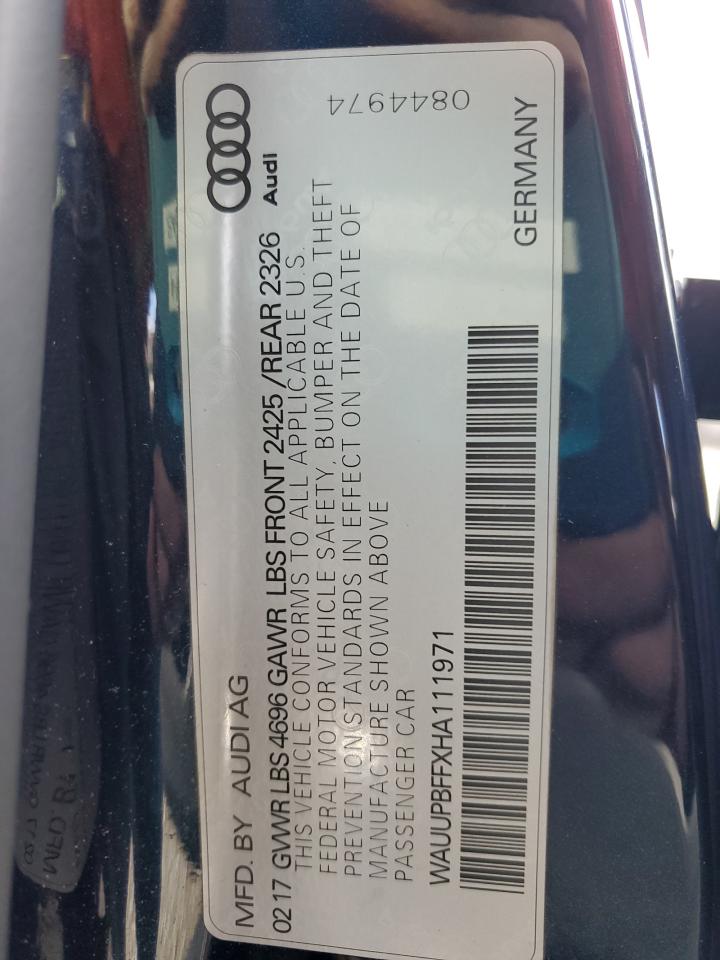 MFD. BY AUDI AG
02 17 GVWR LBS 4696 GAWR LBS FRONT 2425 /REAR 2326
Audi
THIS VEHICLE CONFORMS TO ALL APPLICABLE U.S.
FEDERAL MOTOR VEHICLE SAFETY, BUMPER AND THEFT
PREVENTION STANDARDS IN EFFECT ON THE DATE OF
MANUFACTURE SHOWN ABOVE
PASSENGER CAR
0844974
WAUUPBFFXHA111971
GERMANY